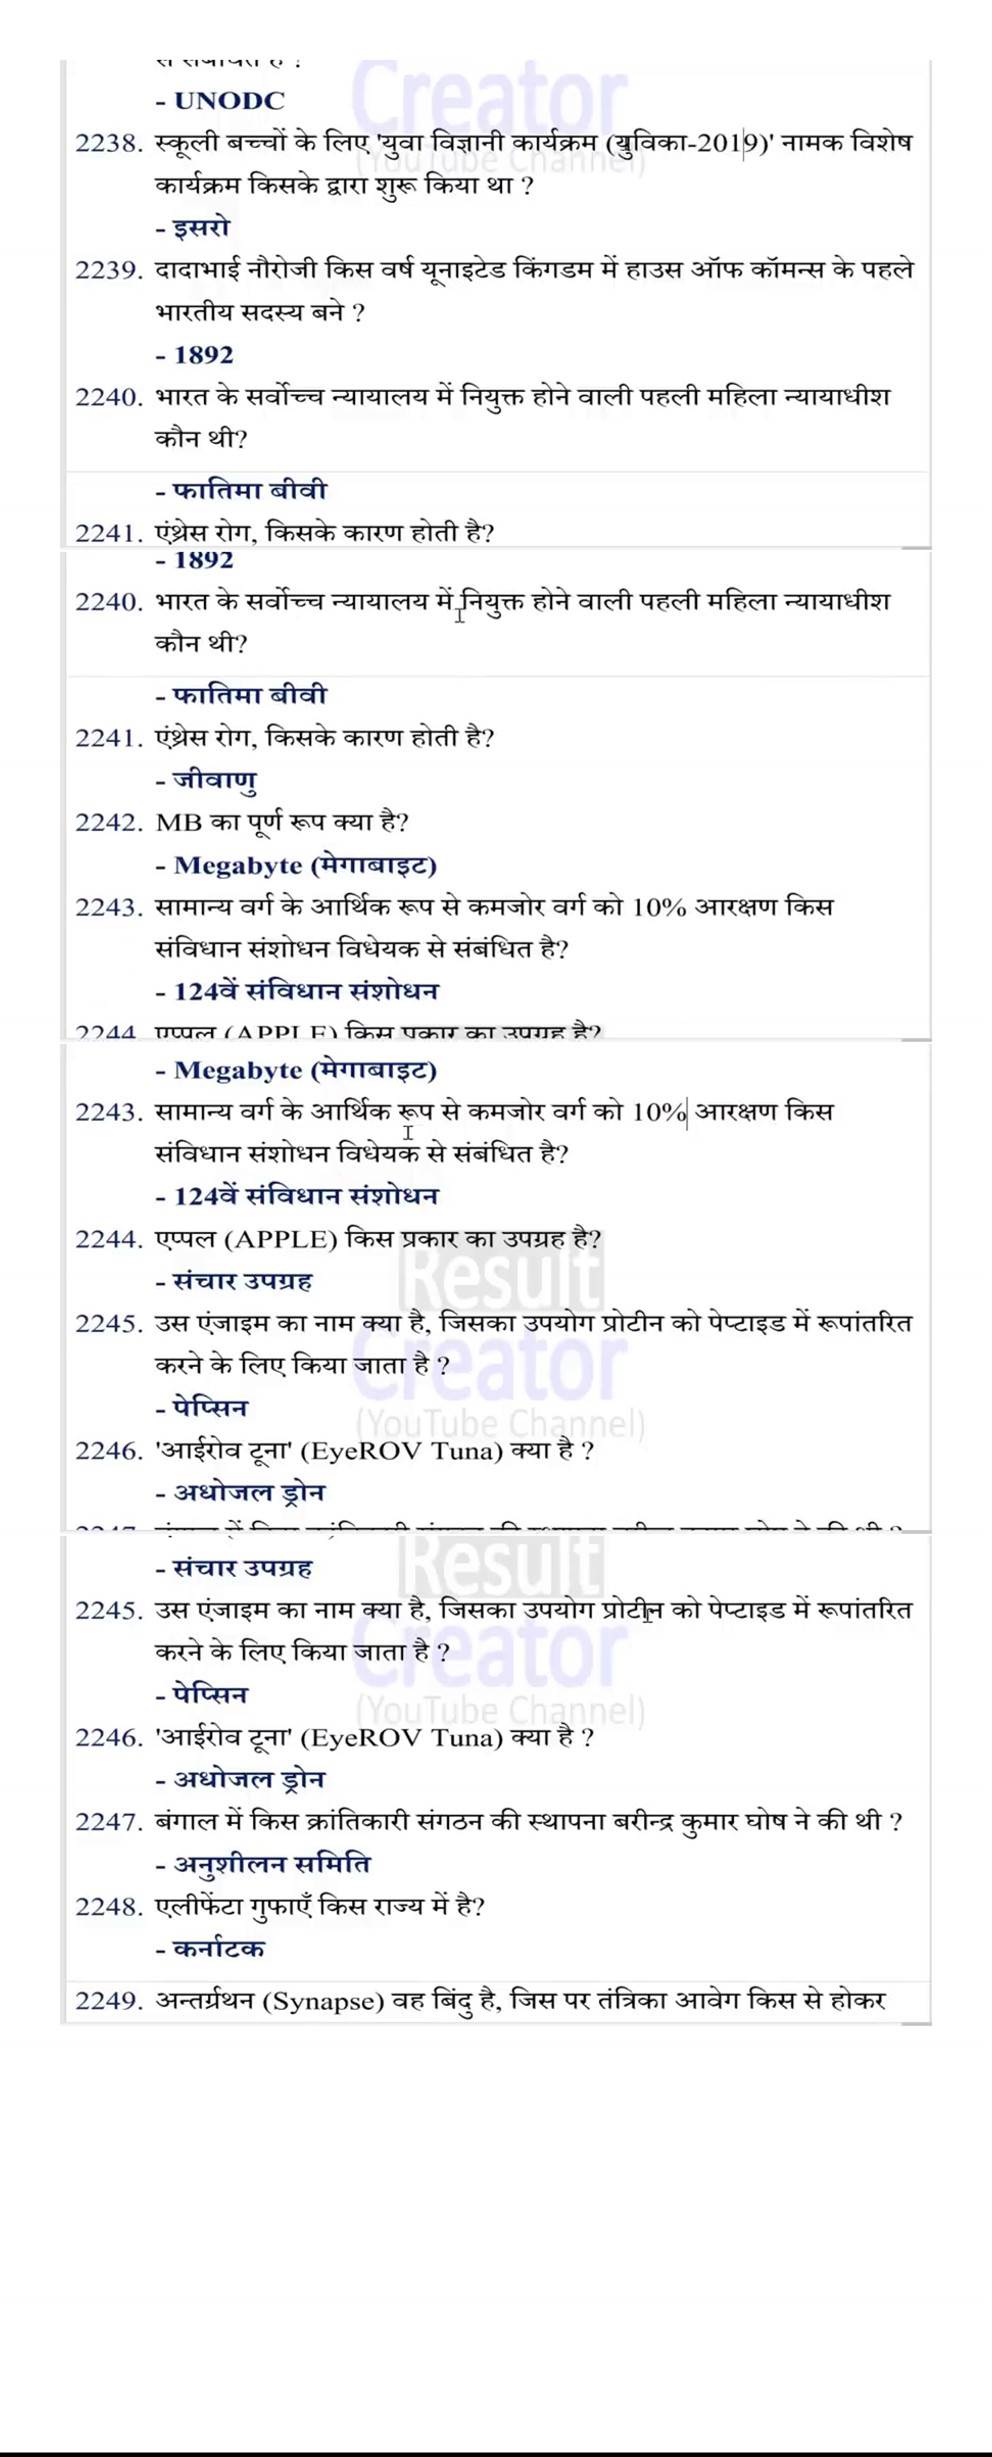 Creator
- UNODC
(YouTube Channel)
2238. स्कूली बच्चों के लिए 'युवा विज्ञानी कार्यक्रम (युविका-2019)' नामक विशेष
कार्यक्रम किसके द्वारा शुरू किया था ?
- इसरो
2239. दादाभाई नौरोजी किस वर्ष यूनाइटेड किंगडम में हाउस ऑफ कॉमन्स के पहले
भारतीय सदस्य बने ?
- 1892
2240. भारत के सर्वोच्च न्यायालय में नियुक्त होने वाली पहली महिला न्यायाधीश
कौन थी?
- फातिमा बीवी
2241. एंथ्रेस रोग, किसके कारण होती है?
- 1892
2240. भारत के सर्वोच्च न्यायालय में नियुक्त होने वाली पहली महिला न्यायाधीश
कौन थी?
- फातिमा बीवी
2241. एंथ्रेस रोग, किसके कारण होती है?
- जीवाणु
2242. MB का पूर्ण रूप क्या है?
- Megabyte (मेगाबाइट)
2243. सामान्य वर्ग के आर्थिक रूप से कमजोर वर्ग को 10% आरक्षण किस
संविधान संशोधन विधेयक से संबंधित है?
- 124वें संविधान संशोधन
2244. एप्पल (APPLE) किस प्रकार का उपग्रह है?
- Megabyte (मेगाबाइट)
2243. सामान्य वर्ग के आर्थिक रूप से कमजोर वर्ग को 10% आरक्षण किस
संविधान संशोधन विधेयक से संबंधित है?
- 124वें संविधान संशोधन
2244. एप्पल (APPLE) किस प्रकार का उपग्रह है?
Result
- संचार उपग्रह
2245. उस एंजाइम का नाम क्या है, जिसका उपयोग प्रोटीन को पेप्टाइड में रूपांतरित
करने के लिए किया जाता है ?
Creator
- पेप्सिन
(YouTube Channel)
2246. 'आईरोव टूना' (EyeROV Tuna) क्या है ?
- अधोजल ड्रोन
Result
- संचार उपग्रह
2245. उस एंजाइम का नाम क्या है, जिसका उपयोग प्रोटीन को पेप्टाइड में रूपांतरित
करने के लिए किया जाता है ?
Creator
- पेप्सिन
(YouTube Channel)
2246. 'आईरोव टूना' (EyeROV Tuna) क्या है ?
- अधोजल ड्रोन
2247. बंगाल में किस क्रांतिकारी संगठन की स्थापना बरीन्द्र कुमार घोष ने की थी ?
- अनुशीलन समिति
2248. एलीफेंटा गुफाएँ किस राज्य में है?
- कर्नाटक
2249. अन्तर्ग्रथन (Synapse) वह बिंदु है, जिस पर तंत्रिका आवेग किस से होकर